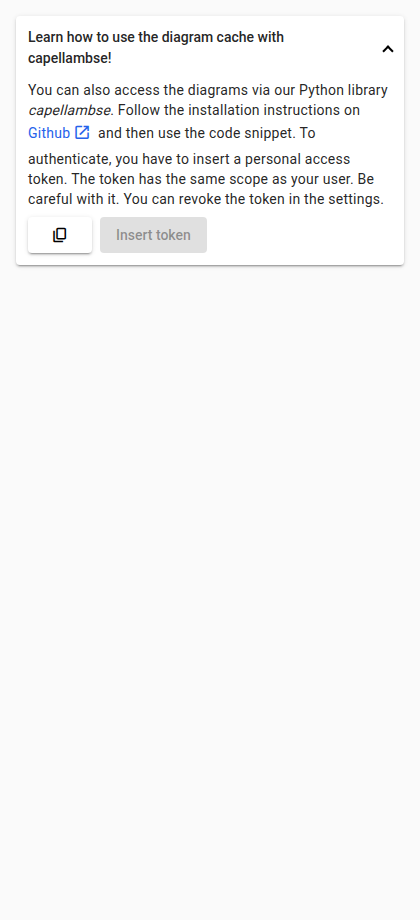 Learn how to use the diagram cache with
capellambse!
You can also access the diagrams via our Python library
capellambse. Follow the installation instructions on
Github and then use the code snippet. To
authenticate, you have to insert a personal access
token. The token has the same scope as your user. Be
careful with it. You can revoke the token in the settings.
Insert token